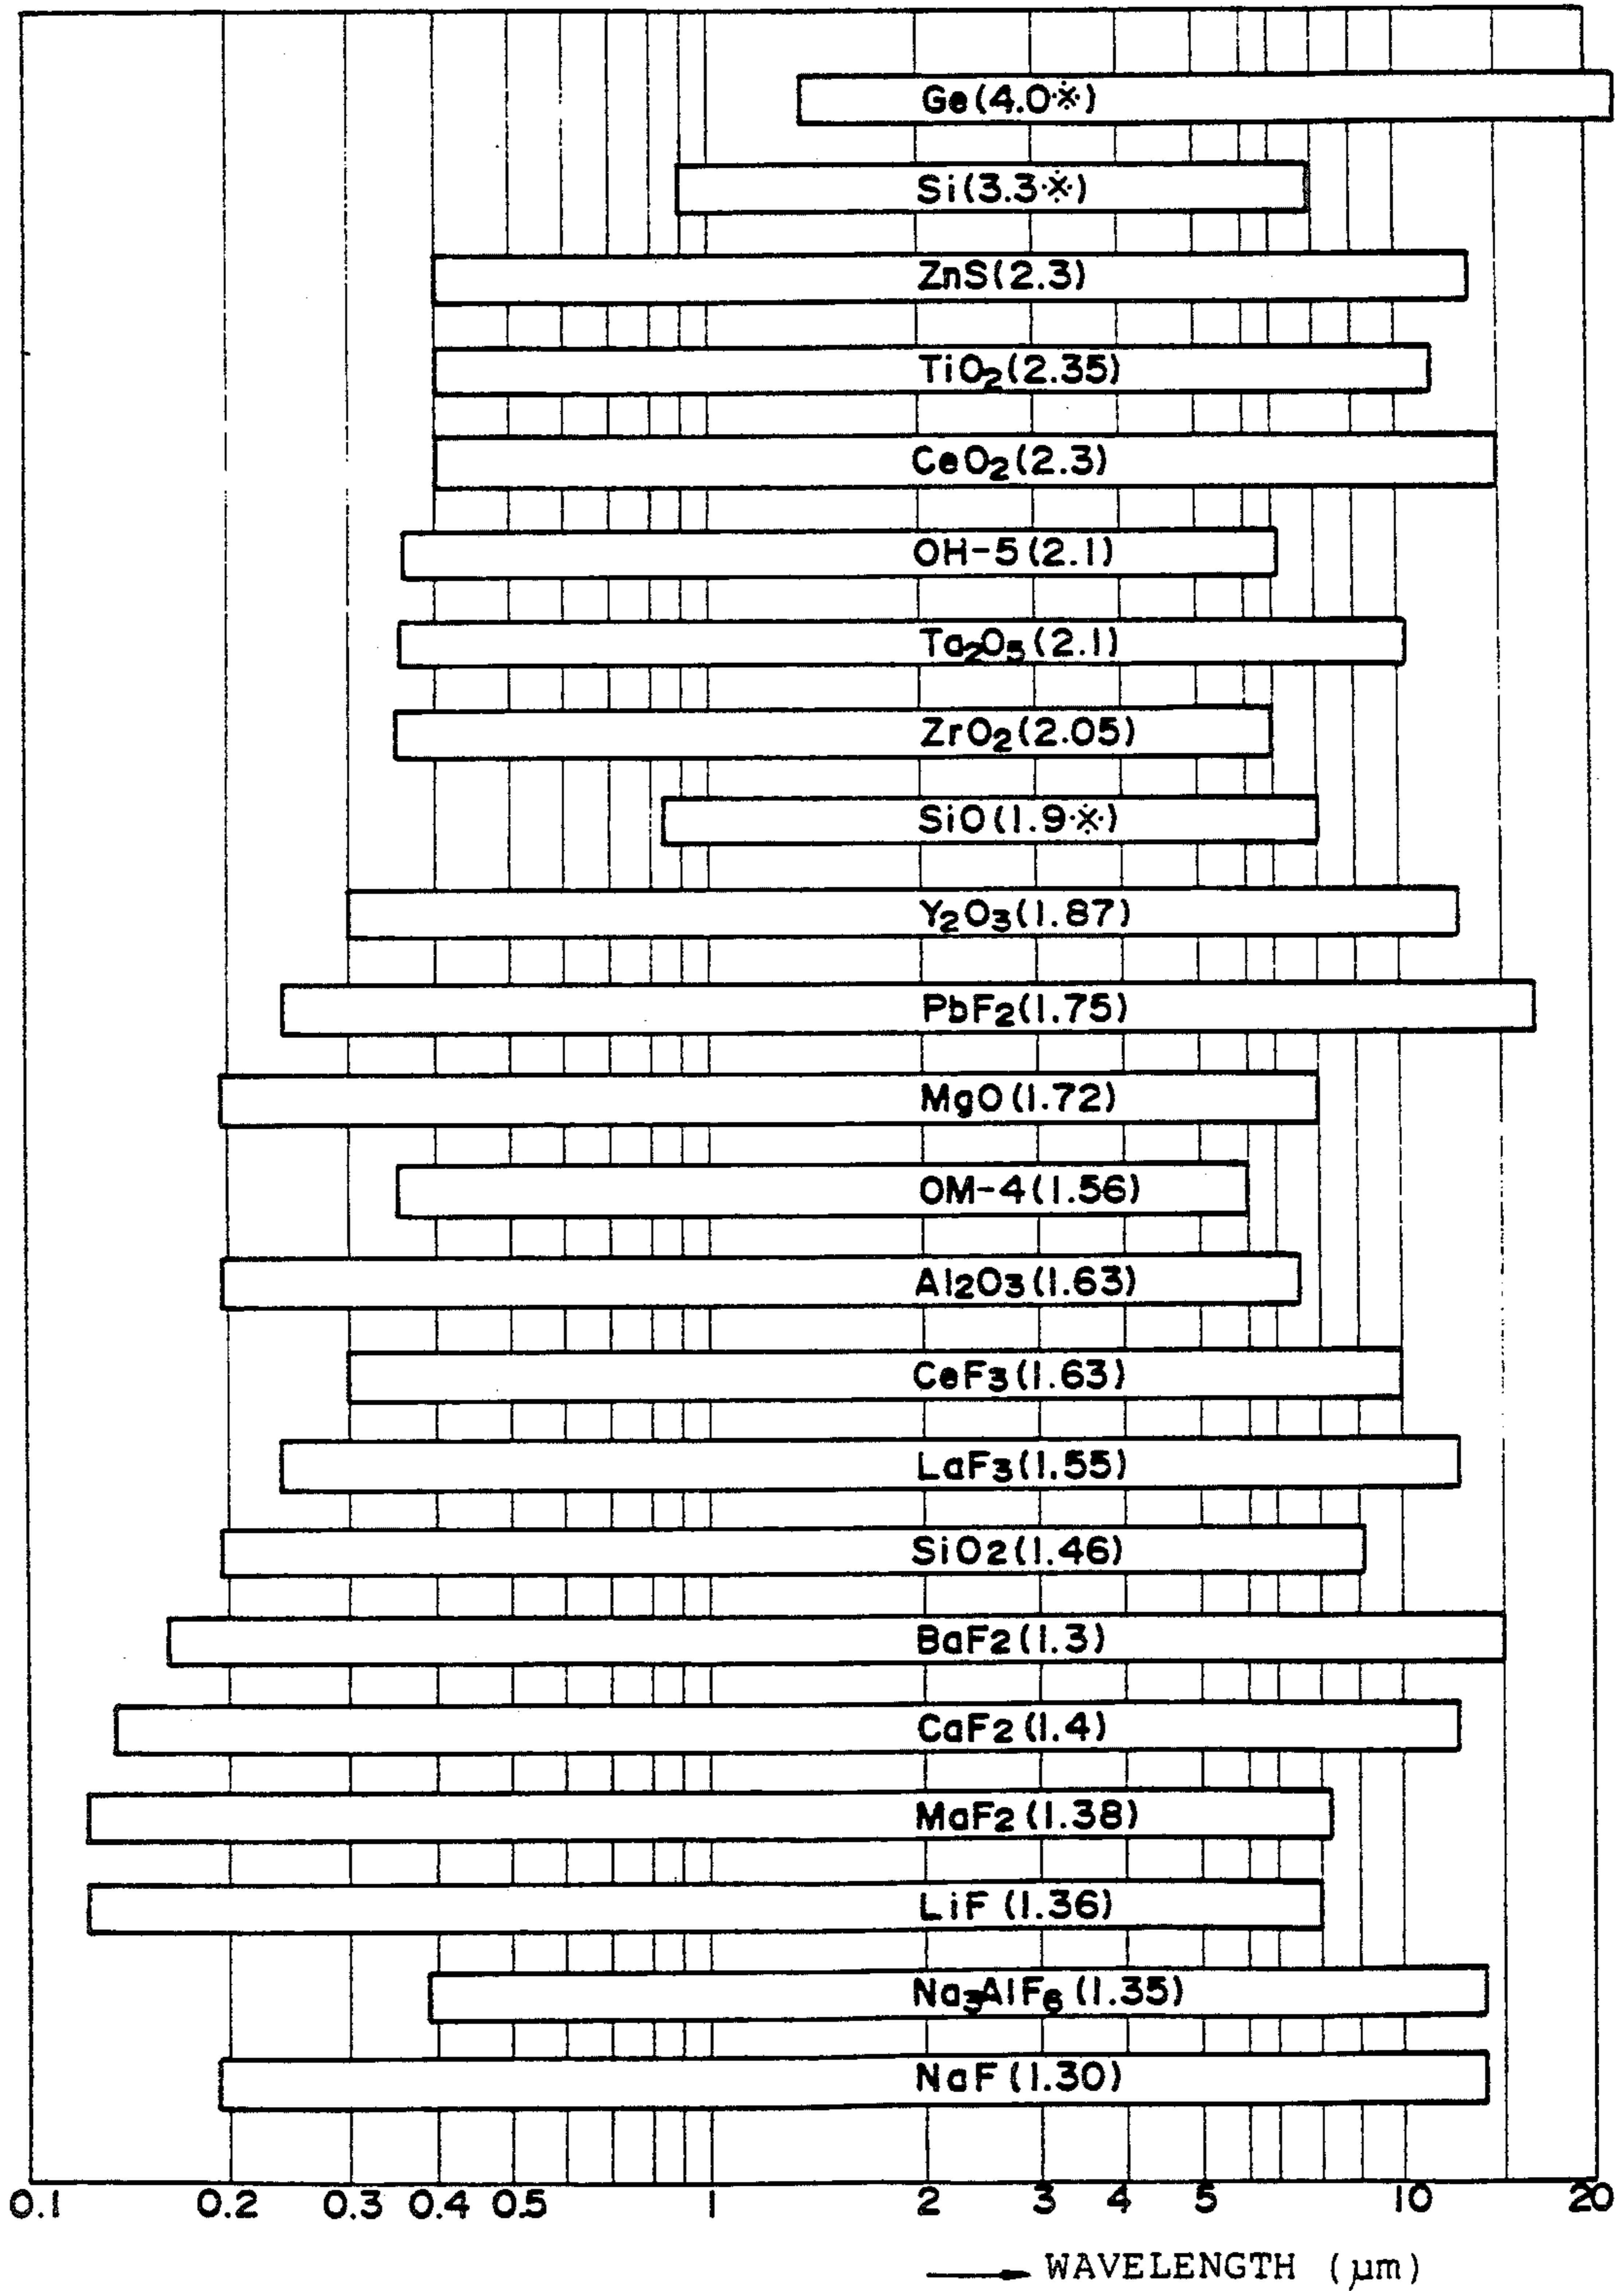 Ge(4.0※)
Si(3.3※)
ZnS(2.3)
TiO2(2.35)
CeO2(2.3)
OH-5(2.1)
Ta2O5(2.1)
ZrO2(2.05)
SiO(1.9※)
Y2O3(1.87)
PbF2(1.75)
MgO(1.72)
OM-4(1.56)
Al2O3(1.63)
CeF3(1.63)
LaF3(1.55)
SiO2(1.46)
BaF2(1.3)
CaF2(1.4)
MaF2(1.38)
LiF(1.36)
Na3AlF6(1.35)
NaF(1.30)
0.1 0.2 0.3 0.4 0.5 1 2 3 4 5 10 20
WAVELENGTH (μm)